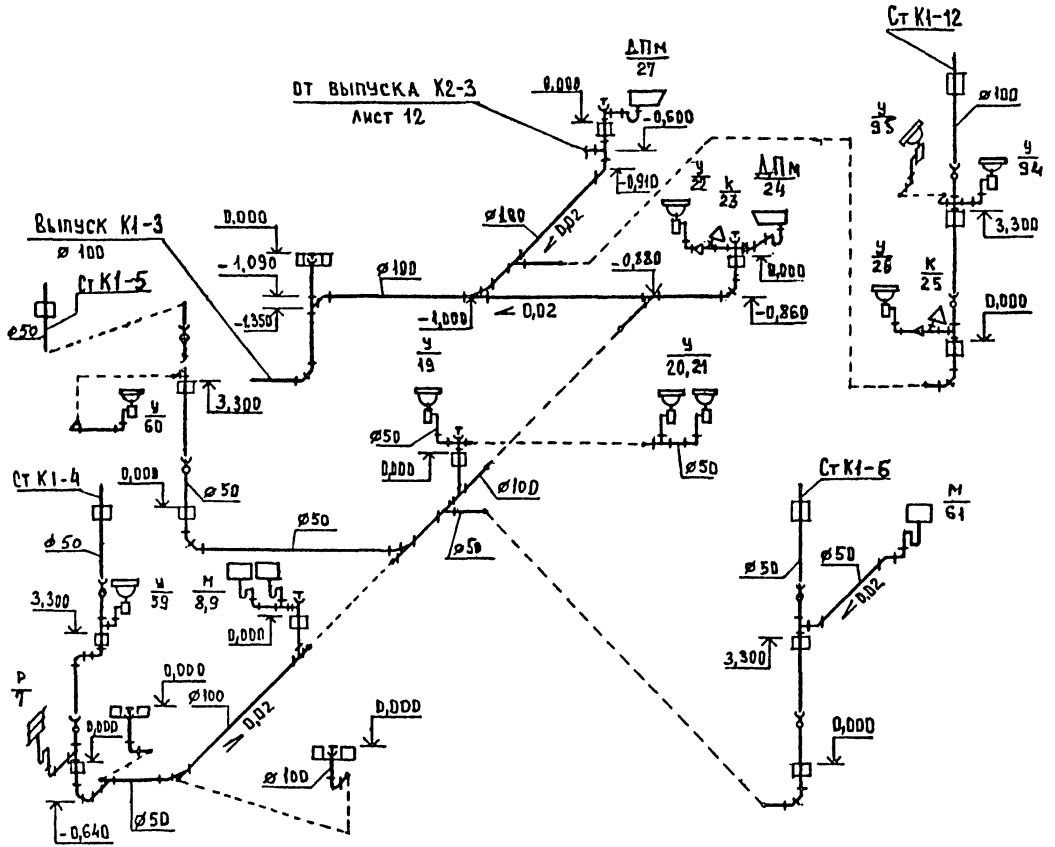 Ст К1-12
ДПм
27
0,000
ОТ ВЫПУСКА К2-3
ЛИСТ 12
-0,600
ø100
У
95
У
94
-0,910
У
22
К
23
ДПМ
24
ВЫПУСК К1-3
ø 100
0,000
ø100
0,02
3,300
-1,090
ø100
-0,880
0,000
У
26
К
25
Ст К1-5
-1,350
-1,000
0,02
-0,860
0,000
ø50
У
19
У
20,21
3,300
У
60
ø50
0,000
ø50
Ст К1-4
0,000
ø50
ø100
Ст К1-6
М
61
ø50
ø50
ø50
ø50
ø50
0,02
У
59
М
8,9
3,300
0,000
3,300
Р
7
0,000
ø100
0,000
0,02
0,000
0,000
ø100
ø50
-0,640